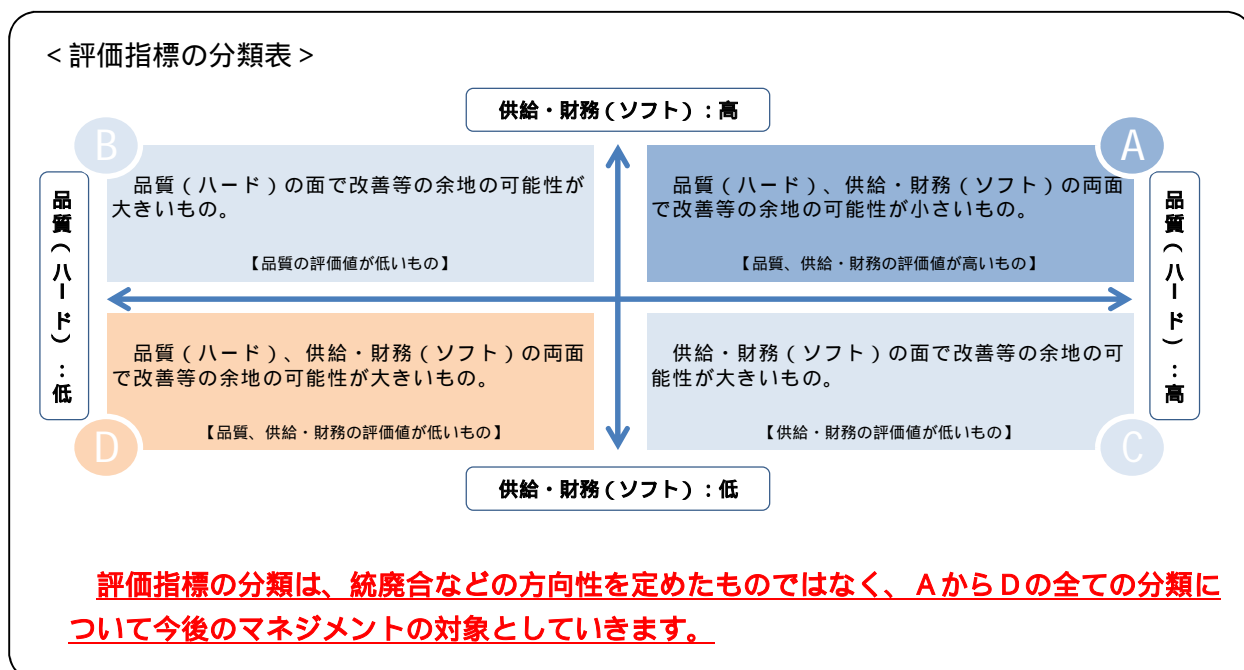 ＜評価指標の分類表＞
供給・財務（ソフト）：高
B
A
品質（ハード）：低
品質（ハード）の面で改善等の余地の可能性が
大きいもの。
【品質の評価値が低いもの】
品質（ハード）、供給・財務（ソフト）の両面
で改善等の余地の可能性が小さいもの。
【品質、供給・財務の評価値が高いもの】
品質（ハード）：高
品質（ハード）、供給・財務（ソフト）の両面
で改善等の余地の可能性が大きいもの。
【品質、供給・財務の評価値が低いもの】
供給・財務（ソフト）の面で改善等の余地の可
能性が大きいもの。
【供給・財務の評価値が低いもの】
D
C
供給・財務（ソフト）：低
評価指標の分類は、統廃合などの方向性を定めたものではなく、ＡからＤの全ての分類に
ついて今後のマネジメントの対象としていきます。